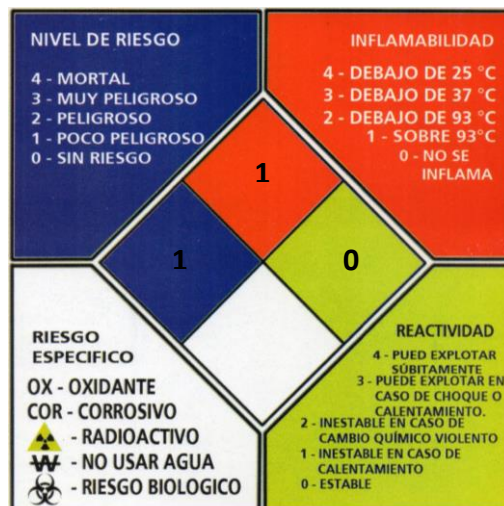 NIVEL DE RIESGO
4 - MORTAL
3 - MUY PELIGROSO
2 - PELIGROSO
1 - POCO PELIGROSO
0 - SIN RIESGO
INFLAMABILIDAD
4 - DEBAJO DE 25 °C
3 - DEBAJO DE 37 °C
2 - DEBAJO DE 93 °C
1 - SOBRE 93°C
0 - NO SE
INFLAMA
1
1
0
RIESGO
ESPECIFICO
OX - OXIDANTE
COR - CORROSIVO
- RADIOACTIVO
W - NO USAR AGUA
- RIESGO BIOLOGICO
REACTIVIDAD
4 - PUED EXPLOTAR
SÚBITAMENTE
3 - PUEDE EXPLOTAR EN
CASO DE CHOQUE O
CALENTAMIENTO.
2 - INESTABLE EN CASO DE
CAMBIO QUÍMICO VIOLENTO
1 - INESTABLE EN CASO DE
CALENTAMIENTO
0 - ESTABLE